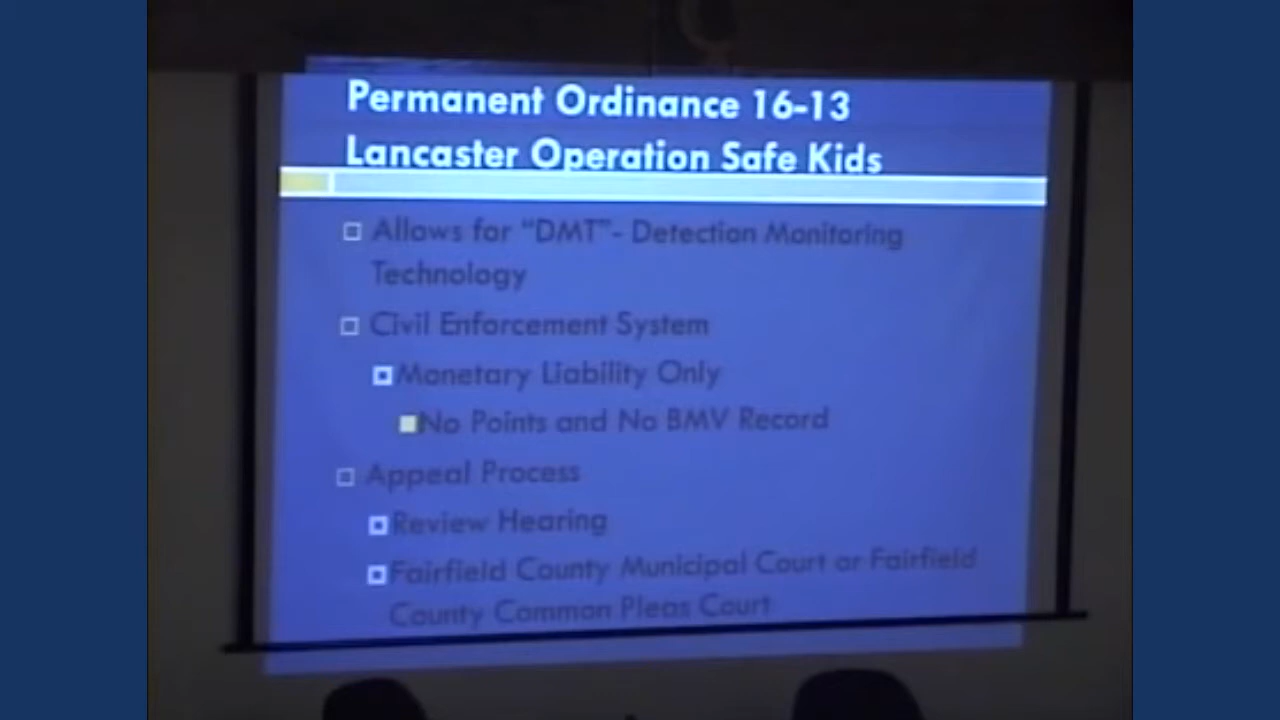 Permanent Ordinance 16-13
Lancaster Operation Safe Kids
Allows for "DMT"- Detection Monitoring
Technology
Civil Enforcement System
Monetary Liability Only
No Points and No BMV Record
Appeal Process
Review Hearing
Fairfield County Municipal Court or Fairfield
County Common Pleas Court